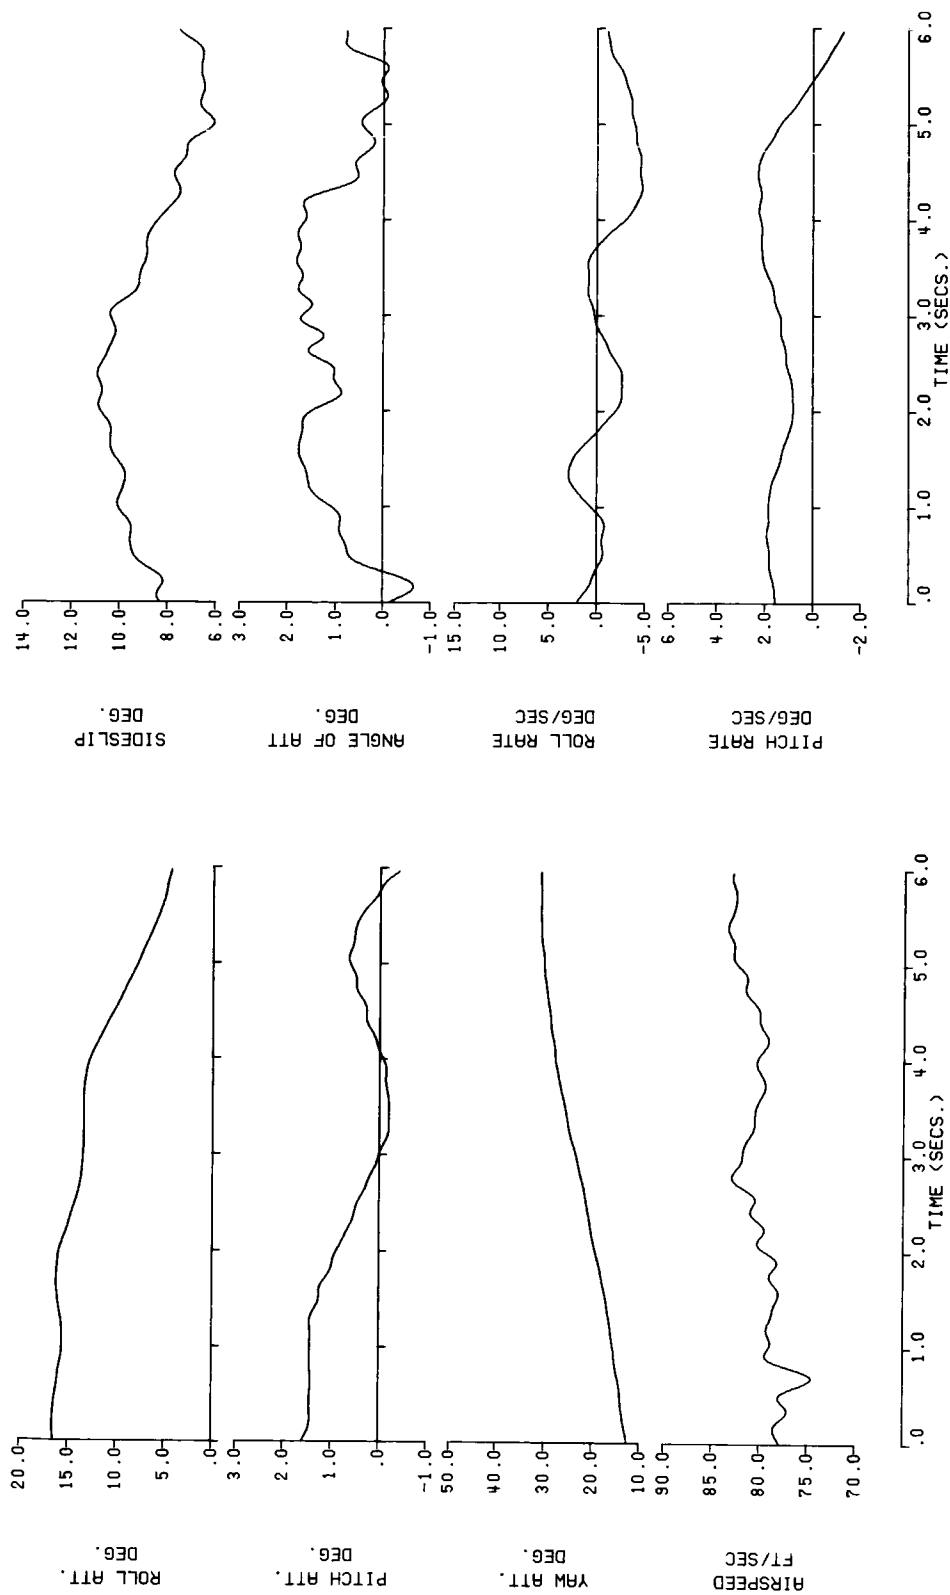 ROLL ATT.
DEG.
20.0
15.0
10.0
5.0
.0
PITCH ATT.
DEG.
3.0
2.0
1.0
.0
-1.0
YAW ATT.
DEG.
50.0
40.0
30.0
20.0
10.0
AIRSPEED
FT/SEC
90.0
85.0
80.0
75.0
70.0
.0 1.0 2.0 3.0 4.0 5.0 6.0
TIME (SECS.)
SIDESLIP
DEG.
14.0
12.0
10.0
8.0
6.0
ANGLE OF ATT
DEG.
3.0
2.0
1.0
.0
-1.0
ROLL RATE
DEG/SEC
15.0
10.0
5.0
.0
-5.0
PITCH RATE
DEG/SEC
6.0
4.0
2.0
.0
-2.0
.0 1.0 2.0 3.0 4.0 5.0 6.0
TIME (SECS.)